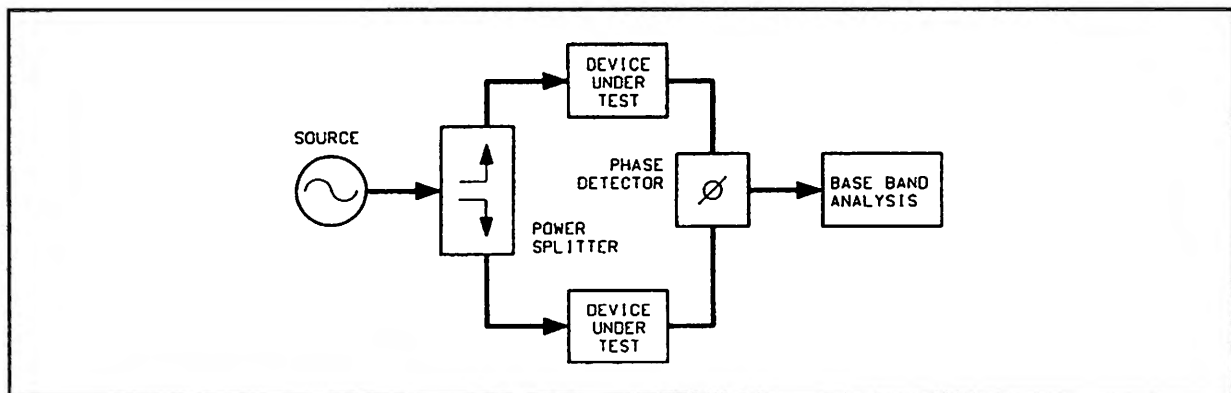 DEVICE
UNDER
TEST
SOURCE
PHASE
DETECTOR
Ø
BASE BAND
ANALYSIS
POWER
SPLITTER
DEVICE
UNDER
TEST